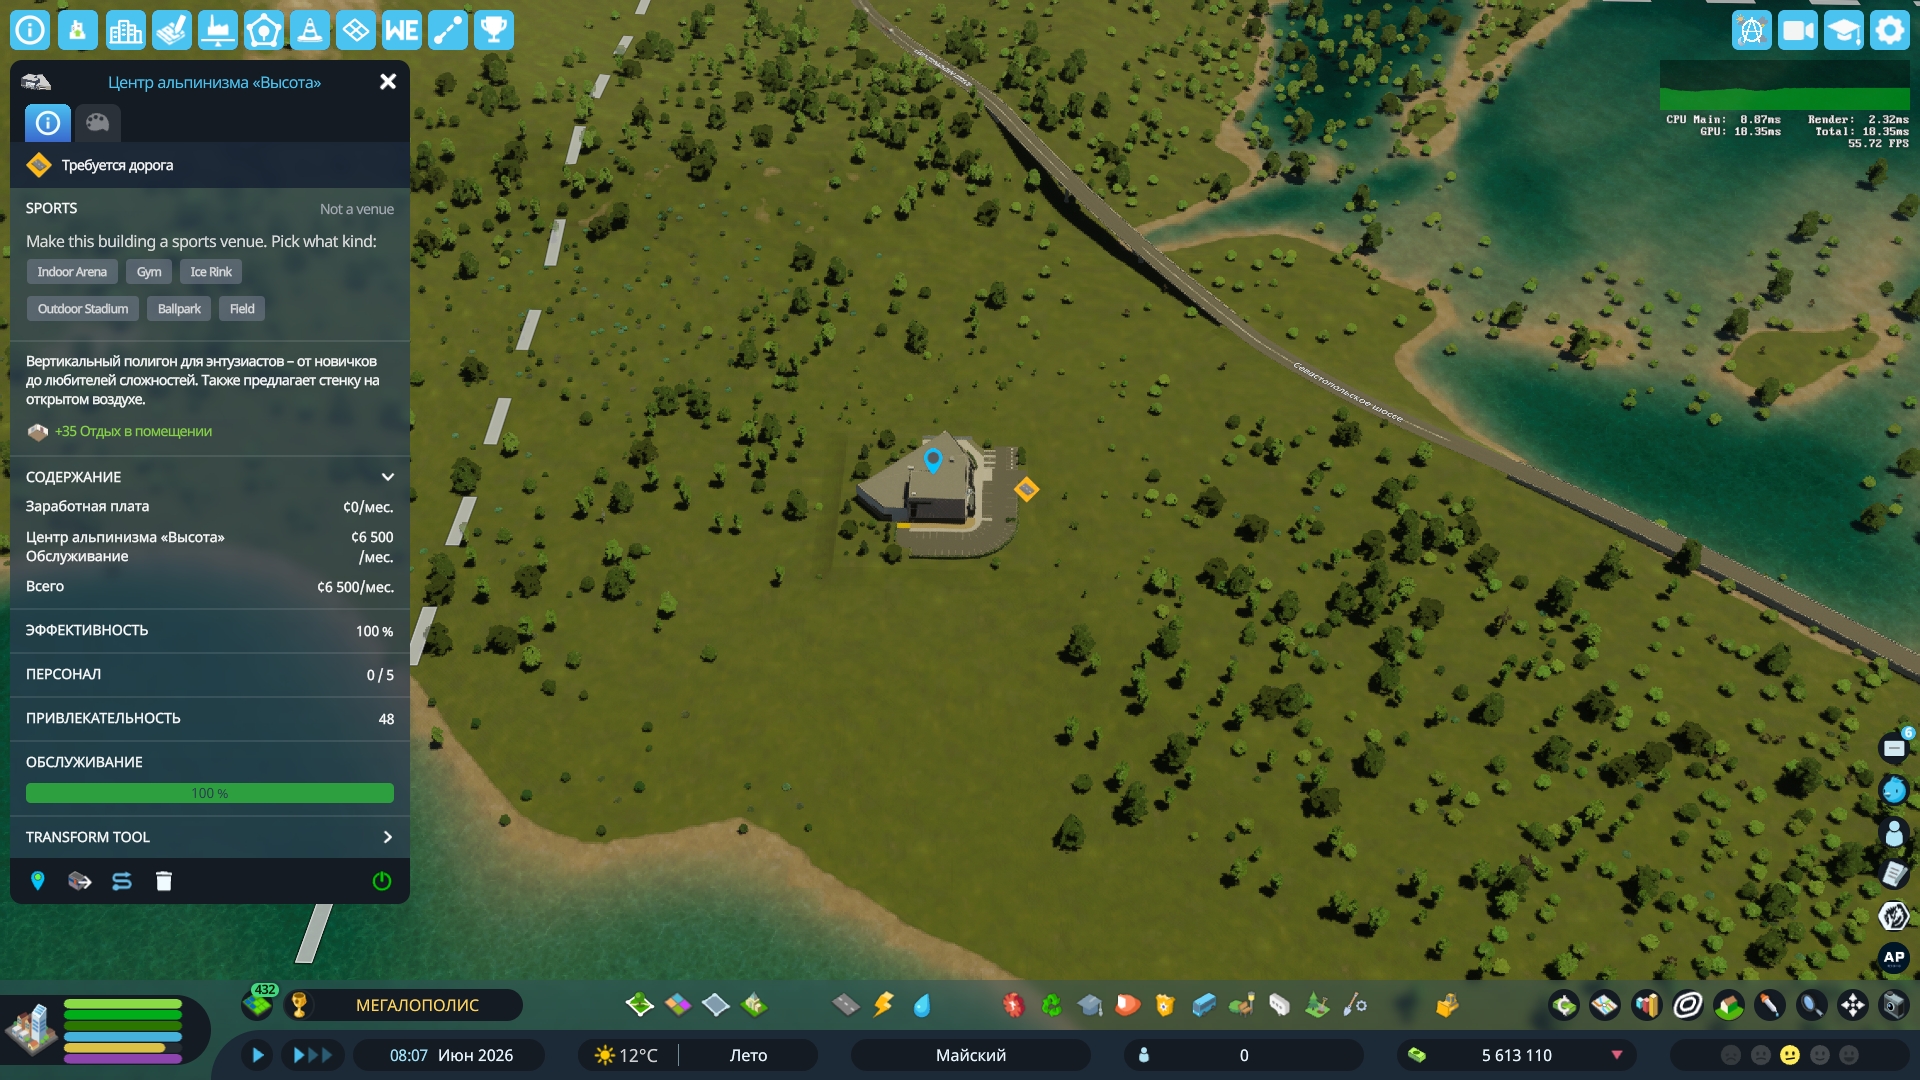 WE
CPU Main: 8.87ms Render: 2.32ms
GPU: 18.35ms Total: 18.35ms
55.72 FPS
Центр альпинизма «Высота»
Требуется дорога
SPORTS
Not a venue
Make this building a sports venue. Pick what kind:
Indoor Arena
Gym
Ice Rink
Outdoor Stadium
Ballpark
Field
Вертикальный полигон для энтузиастов – от новичков
до любителей сложностей. Также предлагает стенку на
открытом воздухе.
+35 Отдых в помещении
СОДЕРЖАНИЕ
Заработная плата ₵0/мес.
Центр альпинизма «Высота» ₵6 500
Обслуживание /мес.
Всего ₵6 500/мес.
ЭФФЕКТИВНОСТЬ 100 %
ПЕРСОНАЛ 0 / 5
ПРИВЛЕКАТЕЛЬНОСТЬ 48
ОБСЛУЖИВАНИЕ
100 %
TRANSFORM TOOL
Севастопольское шоссе
6
AP
432
МЕГАЛОПОЛИС
08:07 Июн 2026
12°C
Лето
Майский
0
5 613 110